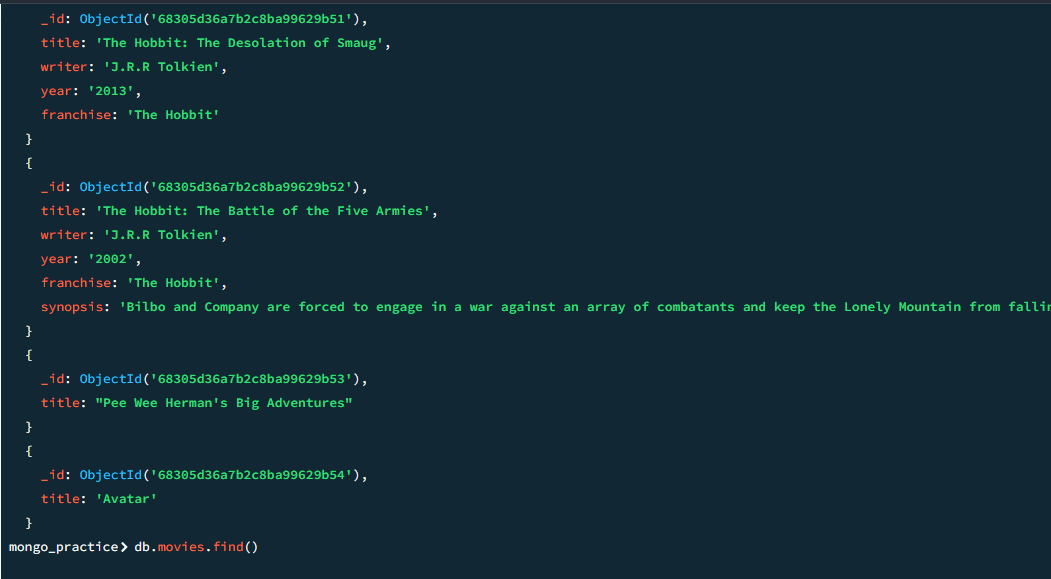 _id: ObjectId('68305d36a7b2c8ba99629b51'),
title: 'The Hobbit: The Desolation of Smaug',
writer: 'J.R.R Tolkien',
year: '2013',
franchise: 'The Hobbit'
}
{
_id: ObjectId('68305d36a7b2c8ba99629b52'),
title: 'The Hobbit: The Battle of the Five Armies',
writer: 'J.R.R Tolkien',
year: '2002',
franchise: 'The Hobbit',
synopsis: 'Bilbo and Company are forced to engage in a war against an array of combatants and keep the Lonely Mountain from
}
{
_id: ObjectId('68305d36a7b2c8ba99629b53'),
title: "Pee Wee Herman's Big Adventures"
}
{
_id: ObjectId('68305d36a7b2c8ba99629b54'),
title: 'Avatar'
}
mongo_practice> db.movies.find()